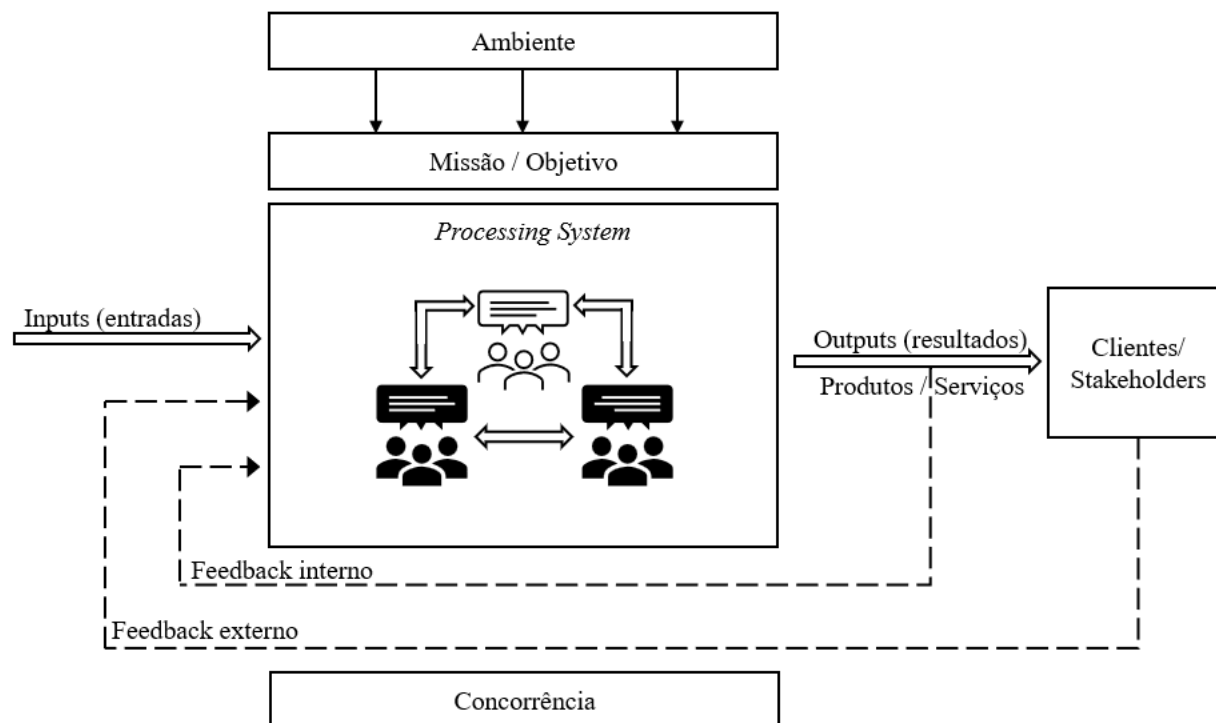 Ambiente
Missão / Objetivo
Processing System
Inputs (entradas)
Outputs (resultados)
Produtos / Serviços
Clientes/
Stakeholders
Feedback interno
Feedback externo
Concorrência